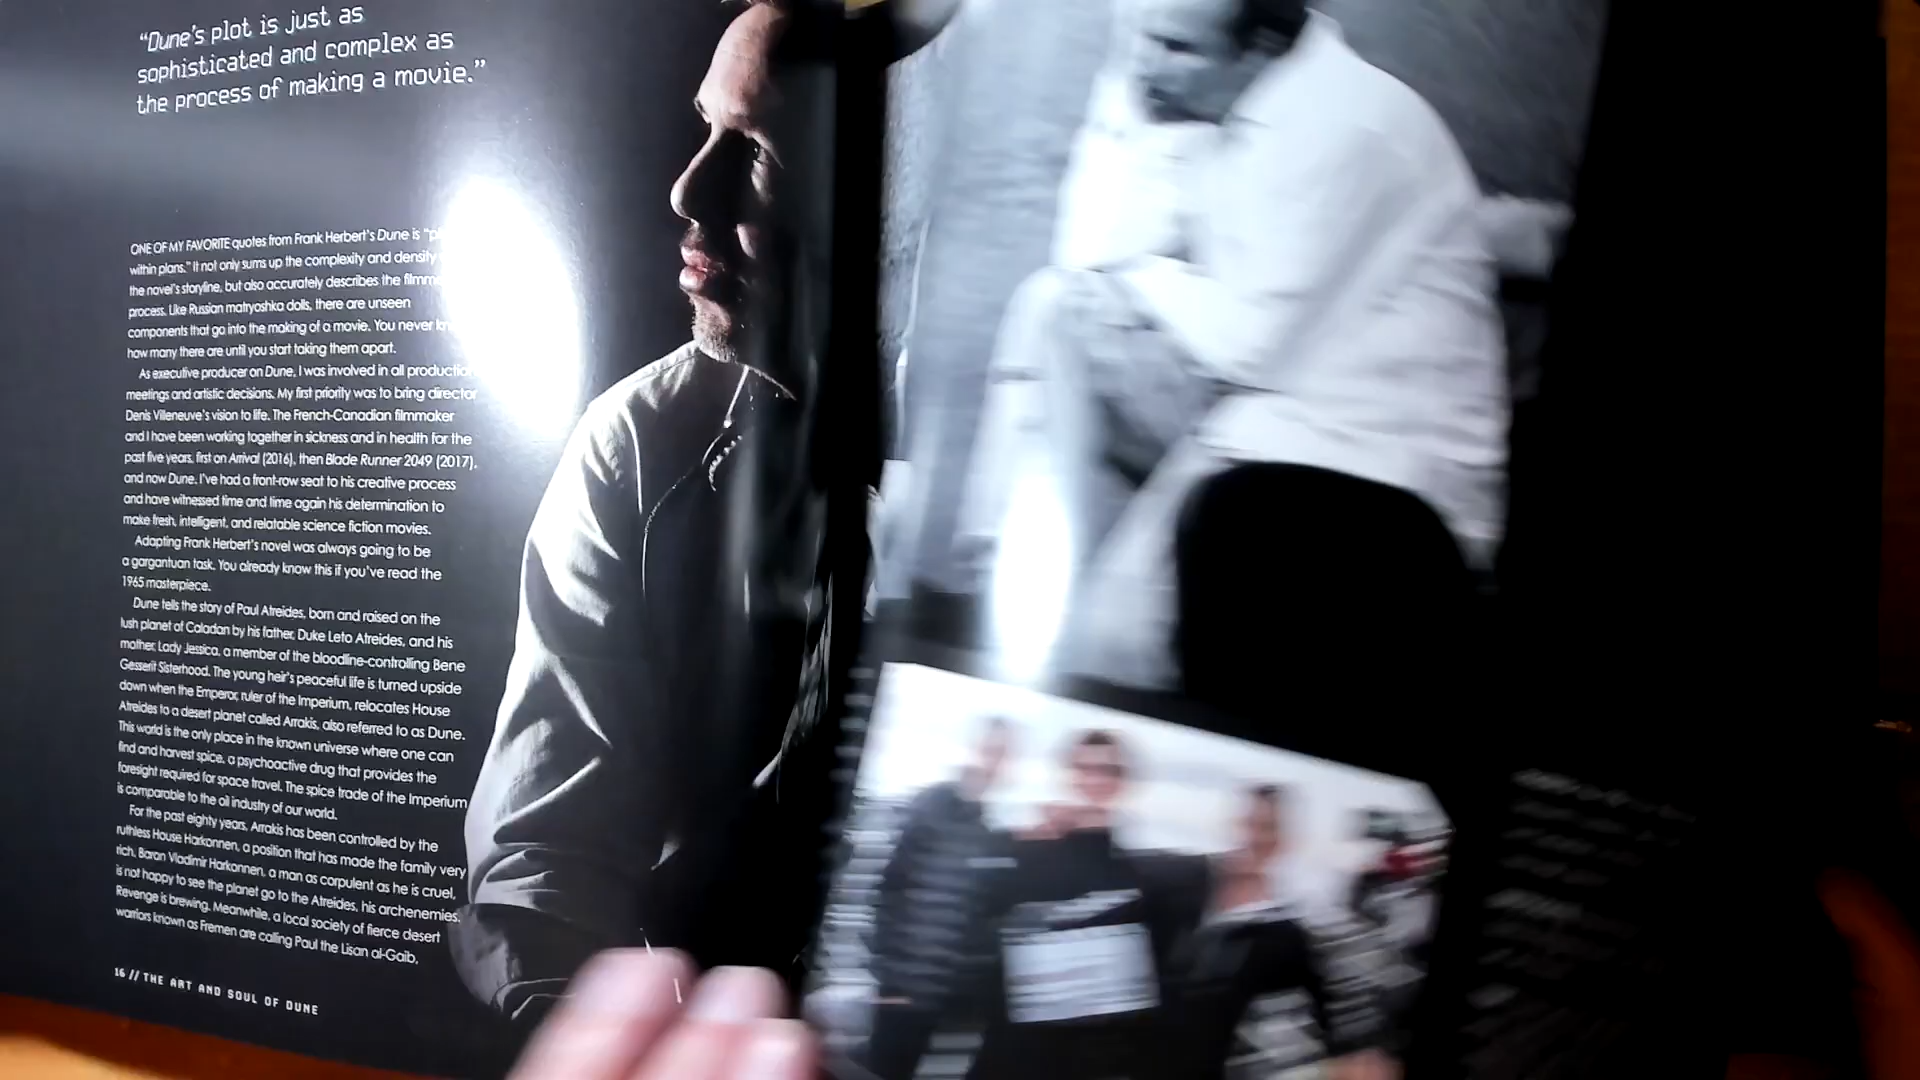 “Dune’s plot is just as
sophisticated and complex as
the process of making a movie.”
ONE OF MY FAVORITE quotes from Frank Herbert’s Dune is
within plans.” It not only sums up the complexity and density
the novel’s storyline, but also accurately describes the
process. Like Russian matryoshka dolls, there are unseen
components that go into the making of a movie. You never
how many there are until you start taking them apart.
As executive producer on Dune, I was involved in all production
meetings and artistic decisions. My first priority was to bring director
Denis Villeneuve’s vision to life. The French-Canadian filmmaker
and I have been working together in sickness and in health for the
past five years, first on Arrival (2016), then Blade Runner 2049 (2017),
and now Dune. I’ve had a front-row seat to his creative process
and have witnessed time and time again his determination to
make fresh, intelligent, and relatable science fiction movies.
Adapting Frank Herbert’s novel was always going to be
a gargantuan task. You already know this if you’ve read the
1965 masterpiece.
Dune tells the story of Paul Atreides, born and raised on the
lush planet of Caladan by his father, Duke Leto Atreides, and his
mother, Lady Jessica, a member of the bloodline-controlling Bene
Gesserit Sisterhood. The young heir’s peaceful life is turned upside
down when the Emperor, ruler of the Imperium, relocates House
Atreides to a desert planet called Arrakis, also referred to as Dune.
This world is the only place in the known universe where one can
find and harvest spice, a psychoactive drug that provides the
foresight required for space travel. The spice trade of the Imperium
is comparable to the oil industry of our world.
For the past eighty years, Arrakis has been controlled by the
ruthless House Harkonnen, a position that has made the family very
rich. Baron Vladimir Harkonnen, a man as corpulent as he is cruel,
is not happy to see the planet go to the Atreides, his archenemies.
Revenge is brewing. Meanwhile, a local society of fierce desert
warriors known as Fremen are calling Paul the Lisan al-Gaib,
16 // THE ART AND SOUL OF DUNE